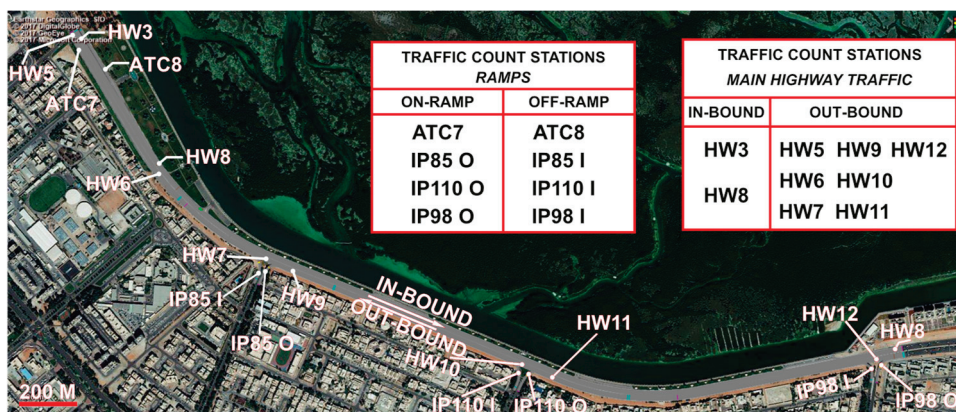 Earthstar Geographics SIO
© 2017 DigitalGlobe
© 2017 GeoEye
© 2017 Microsoft Corporation
HW3
HW5
ATC8
ATC7
TRAFFIC COUNT STATIONS
RAMPS
ON-RAMP OFF-RAMP
ATC7 ATC8
IP85 O IP85 I
IP110 O IP110 I
IP98 O IP98 I
TRAFFIC COUNT STATIONS
MAIN HIGHWAY TRAFFIC
IN-BOUND OUT-BOUND
HW3 HW5 HW9 HW12
HW8 HW6 HW10
HW7 HW11
HW8
HW6
HW7
IP85 I
HW9
IP85 O
IN-BOUND
OUT-BOUND
HW10
HW11
HW12
HW8
IP110 I
IP110 O
IP98 I
IP98 O
200 M